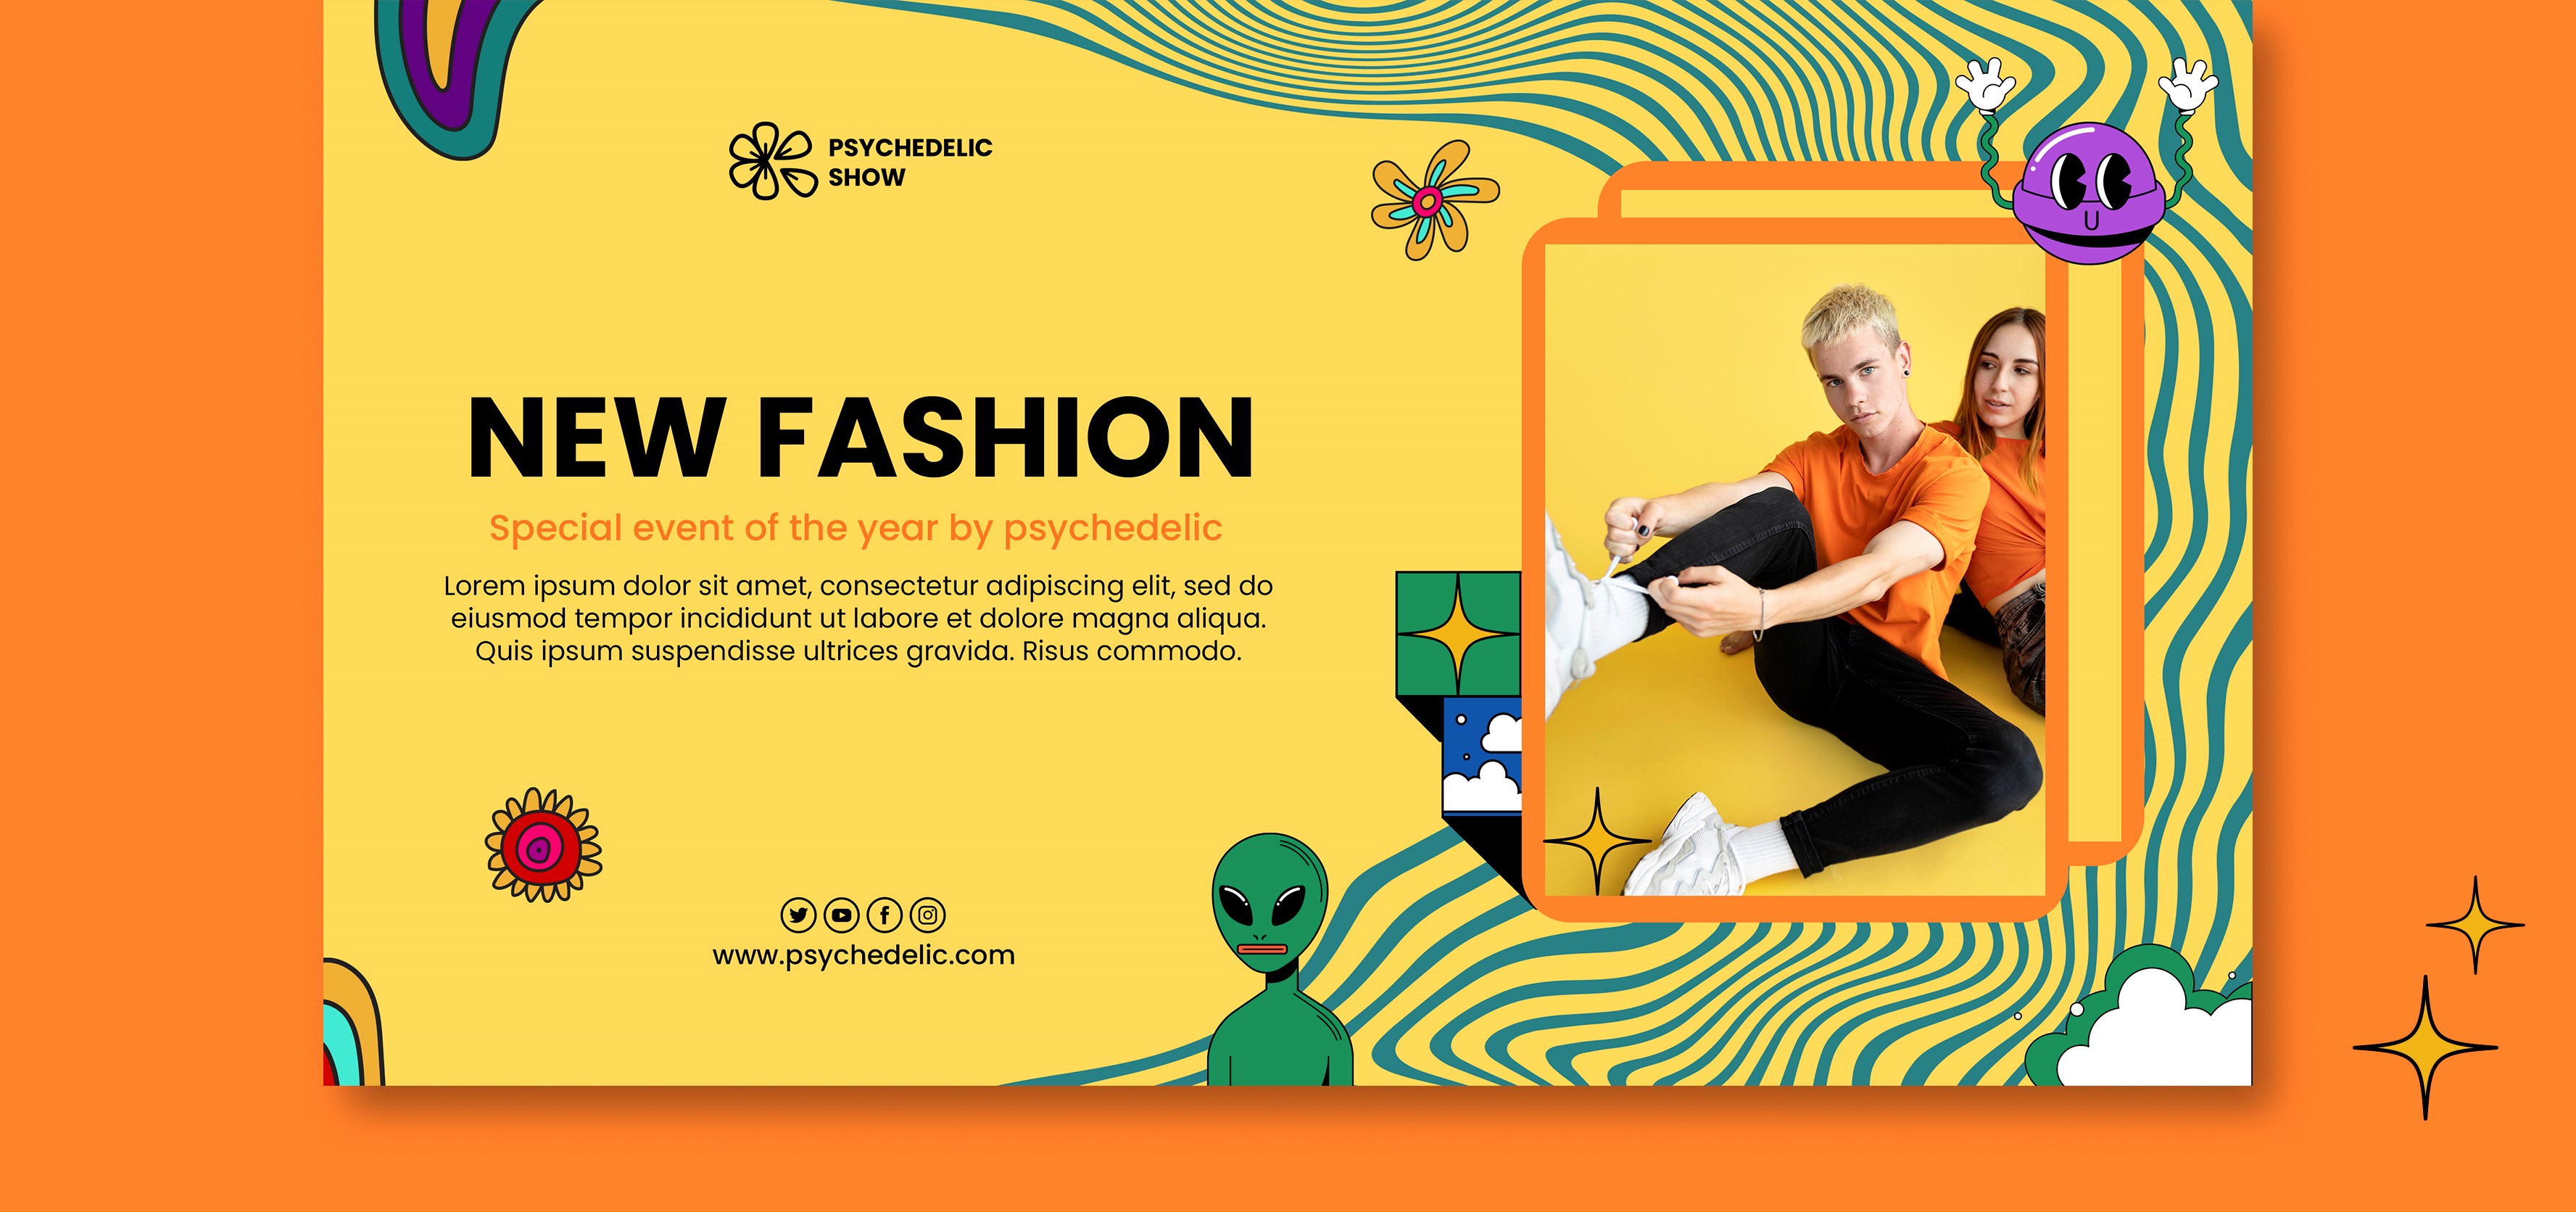 PSYCHEDELIC
SHOW
NEW FASHION
Special event of the year by psychedelic
Lorem ipsum dolor sit amet, consectetur adipiscing elit, sed do
eiusmod tempor incididunt ut labore et dolore magna aliqua.
Quis ipsum suspendisse ultrices gravida. Risus commodo.
www.psychedelic.com